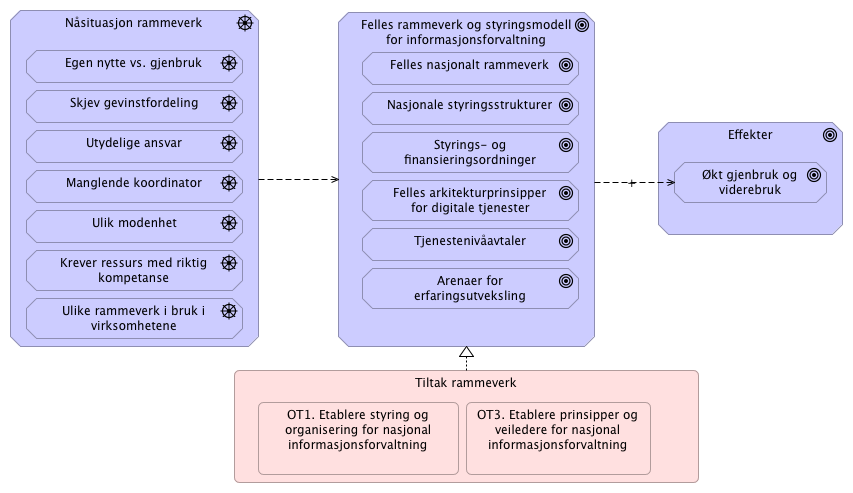 Nåsituasjon rammeverk
Egen nytte vs. gjenbruk
Skjev gevinstfordeling
Utydelige ansvar
Manglende koordinator
Ulik modenhet
Krever ressurs med riktig
kompetanse
Ulike rammeverk i bruk i
virksomhetene
Felles rammeverk og styringsmodell
for informasjonsforvaltning
Felles nasjonalt rammeverk
Nasjonale styringsstrukturer
Styrings- og
finansieringsordninger
Felles arkitekturprinsipper
for digitale tjenester
Tjenestenivåavtaler
Arenaer for
erfaringsutveksling
+
Effekter
Økt gjenbruk og
viderebruk
Tiltak rammeverk
OT1. Etablere styring og
organisering for nasjonal
informasjonsforvaltning
OT3. Etablere prinsipper og
veiledere for nasjonal
informasjonsforvaltning